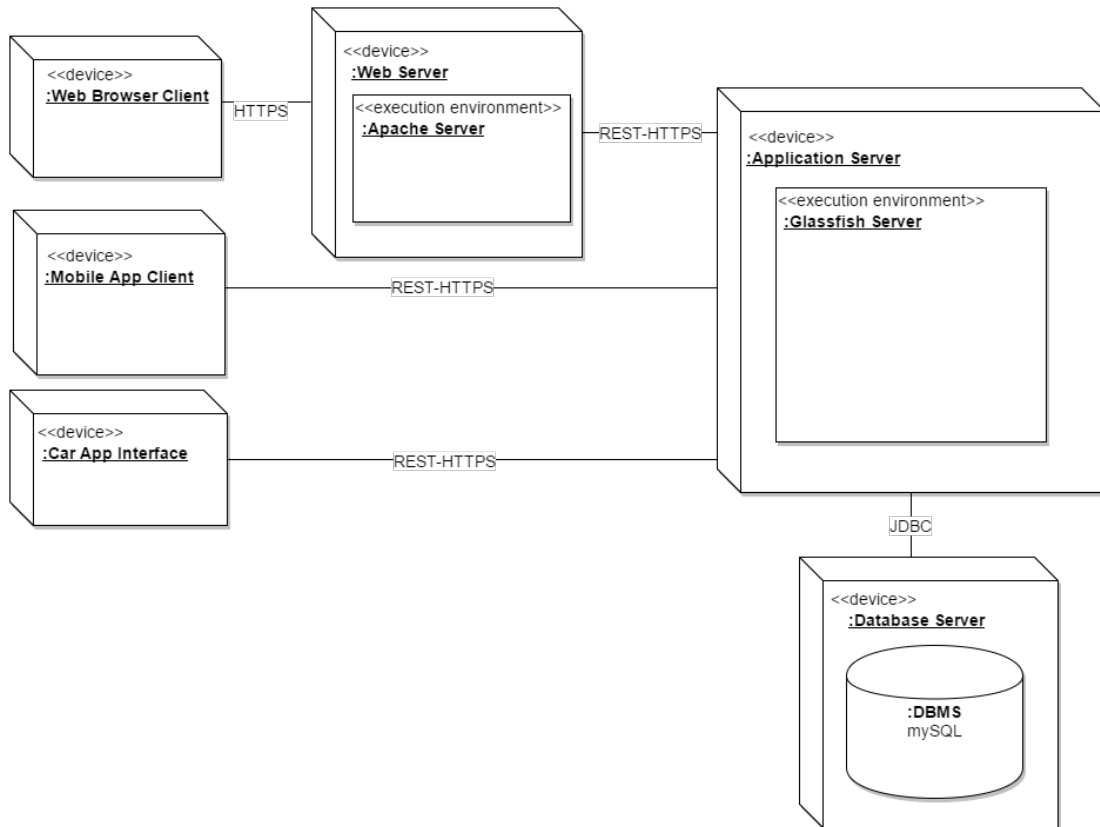 <<device>>
:Web Browser Client
HTTPS
<<device>>
:Web Server
<<execution environment>>
:Apache Server
REST-HTTPS
<<device>>
:Application Server
<<execution environment>>
:Glassfish Server
<<device>>
:Mobile App Client
REST-HTTPS
<<device>>
:Car App Interface
REST-HTTPS
JDBC
<<device>>
:Database Server
:DBMS
mySQL